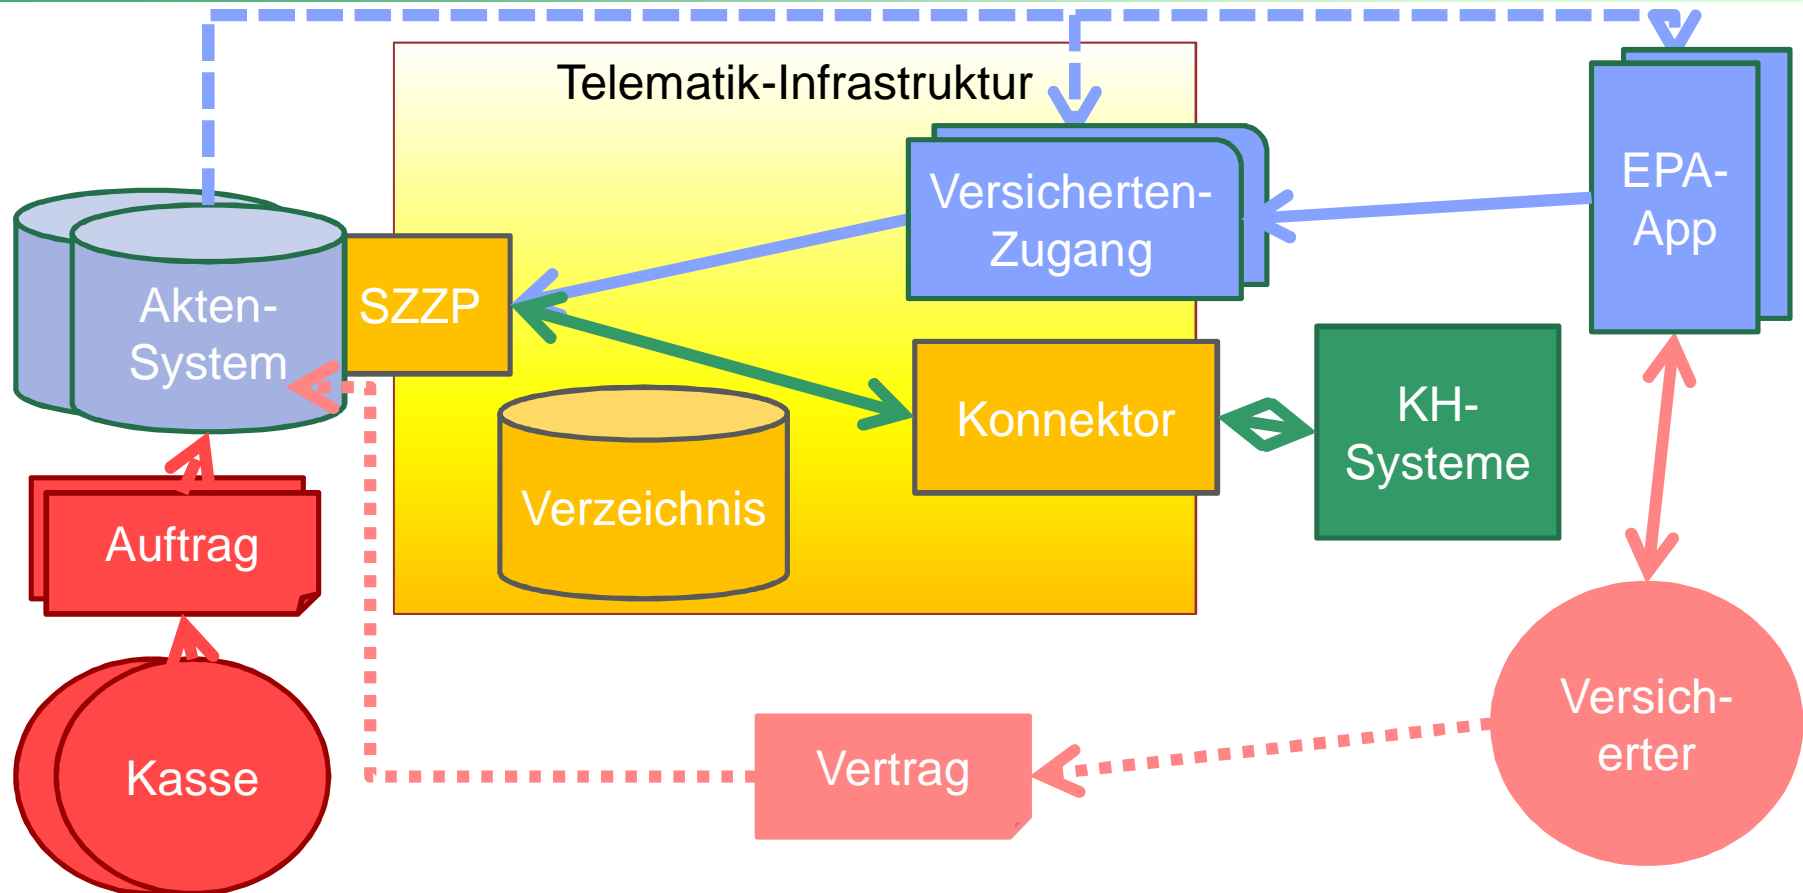 Telematik-Infrastruktur
Versicherten-
Zugang
EPA-
App
Akten-
System
SZZP
Konnektor
KH-
Systeme
Verzeichnis
Auftrag
Kasse
Vertrag
Versich-
erter